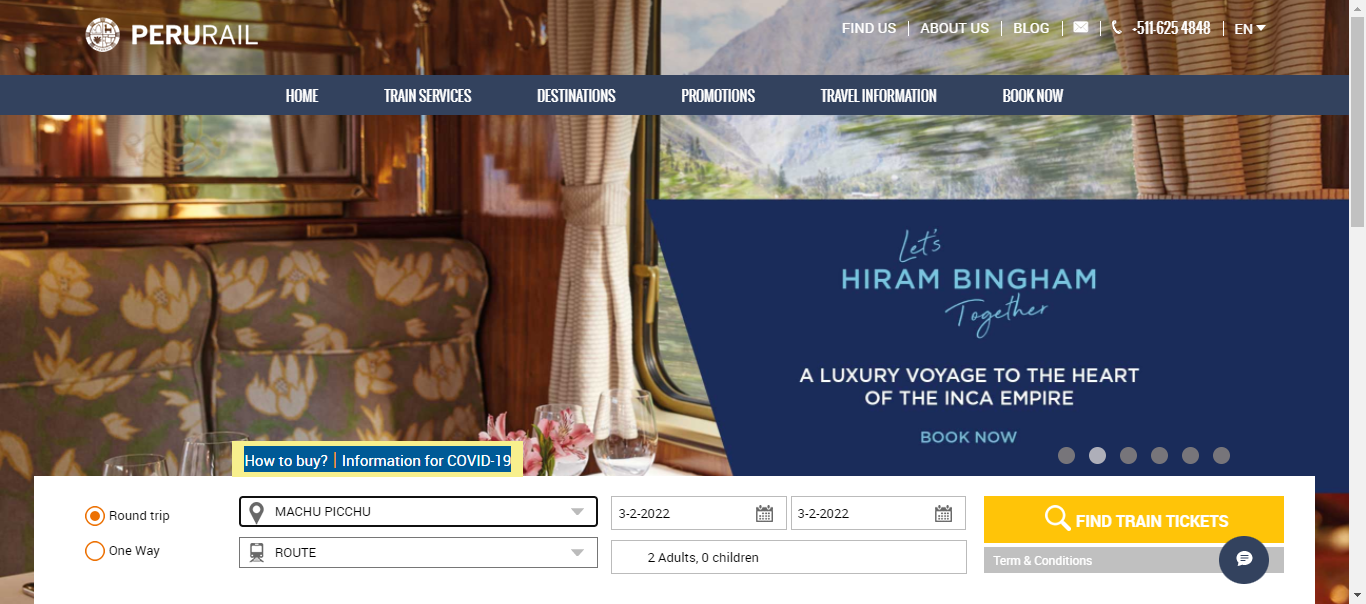 PERURAIL
FIND US | ABOUT US | BLOG | | +511-625 4848 | EN
HOME TRAIN SERVICES DESTINATIONS PROMOTIONS TRAVEL INFORMATION BOOK NOW
Let's
HIRAM BINGHAM
Together
A LUXURY VOYAGE TO THE HEART
OF THE INCA EMPIRE
BOOK NOW
How to buy? | Information for COVID-19
Round trip
One Way
MACHU PICCHU
ROUTE
3-2-2022 3-2-2022
2 Adults, 0 children
FIND TRAIN TICKETS
Term & Conditions